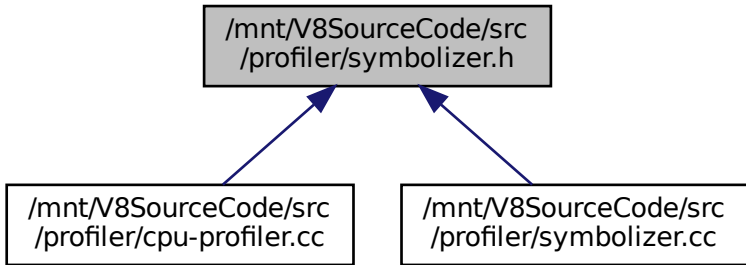 /mnt/V8SourceCode/src
/profiler/symbolizer.h
/mnt/V8SourceCode/src
/profiler/cpu-profiler.cc
/mnt/V8SourceCode/src
/profiler/symbolizer.cc